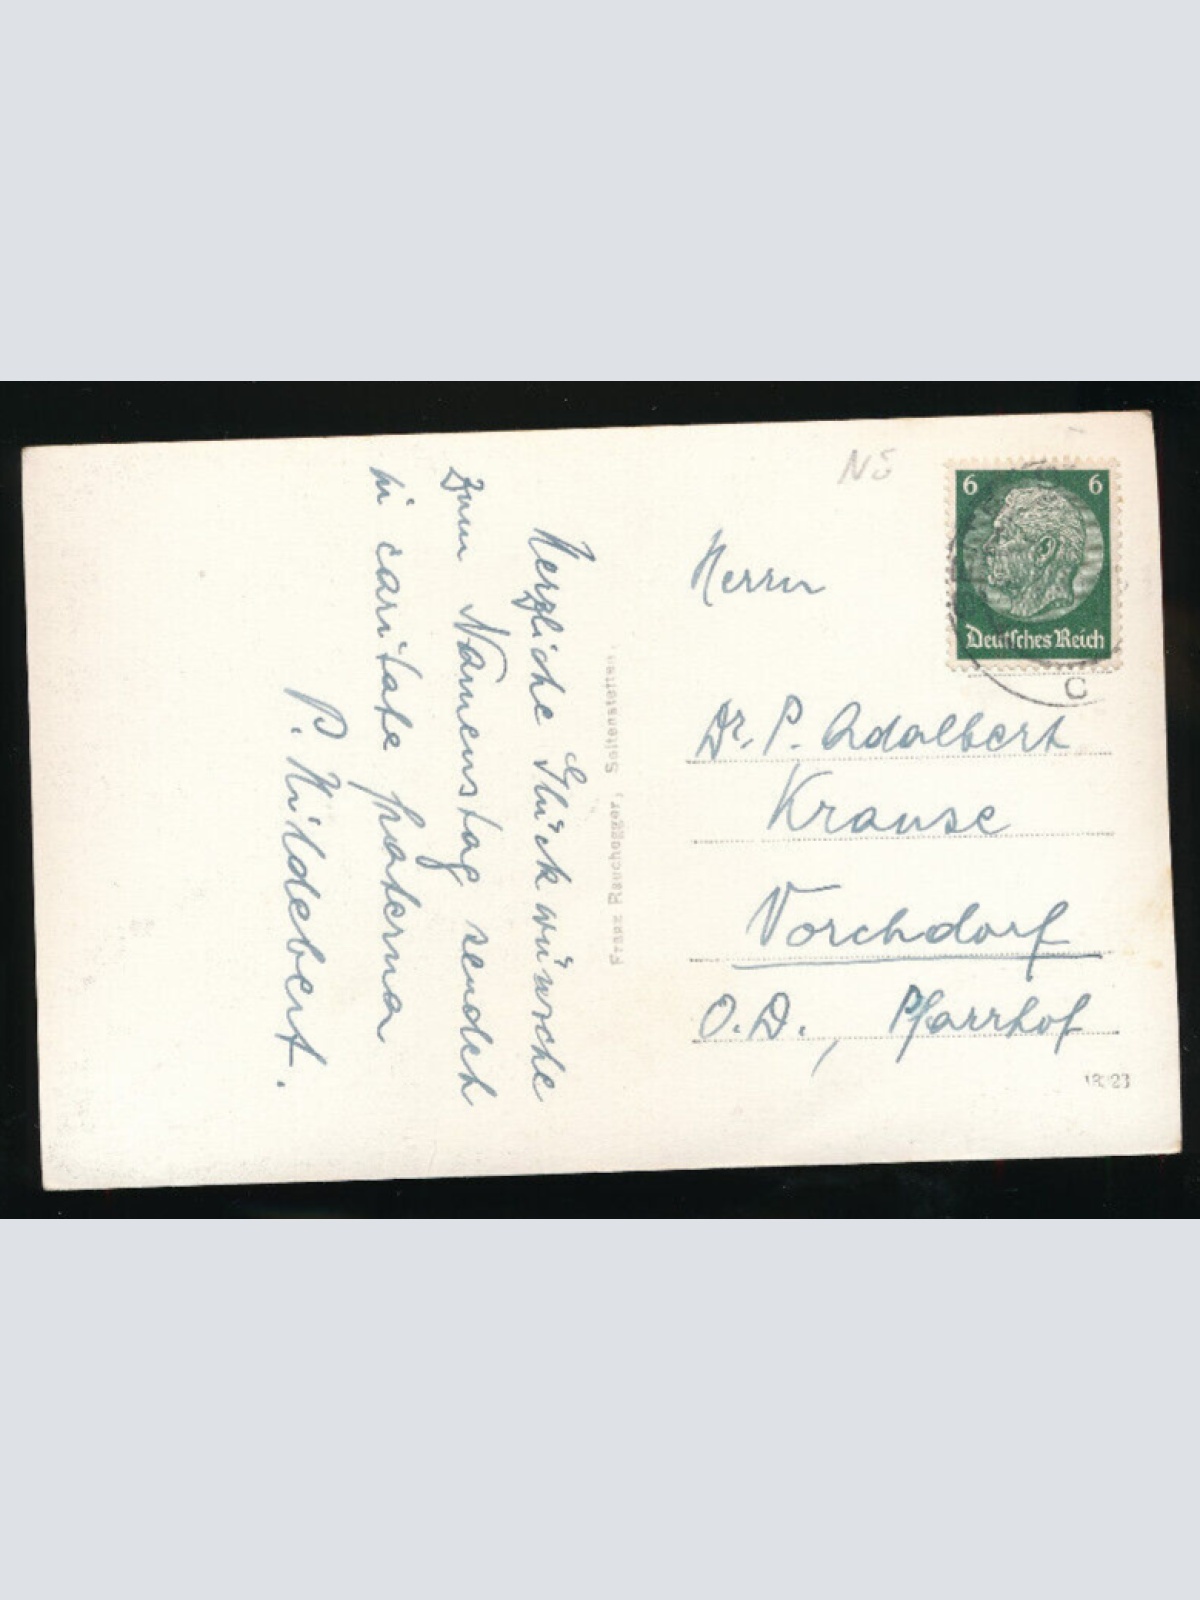 Herzliche Glückwünsche
zum Namenstag sendet
in caritate fraterna
P. Hildebert.
Franz Rauchegger, Seitenstetten.
NÖ
6 6
Deutsches Reich
C
Herrn
Dr. P. Adalbert
Krause
Vorchdorf
O.D., Pfarrhof